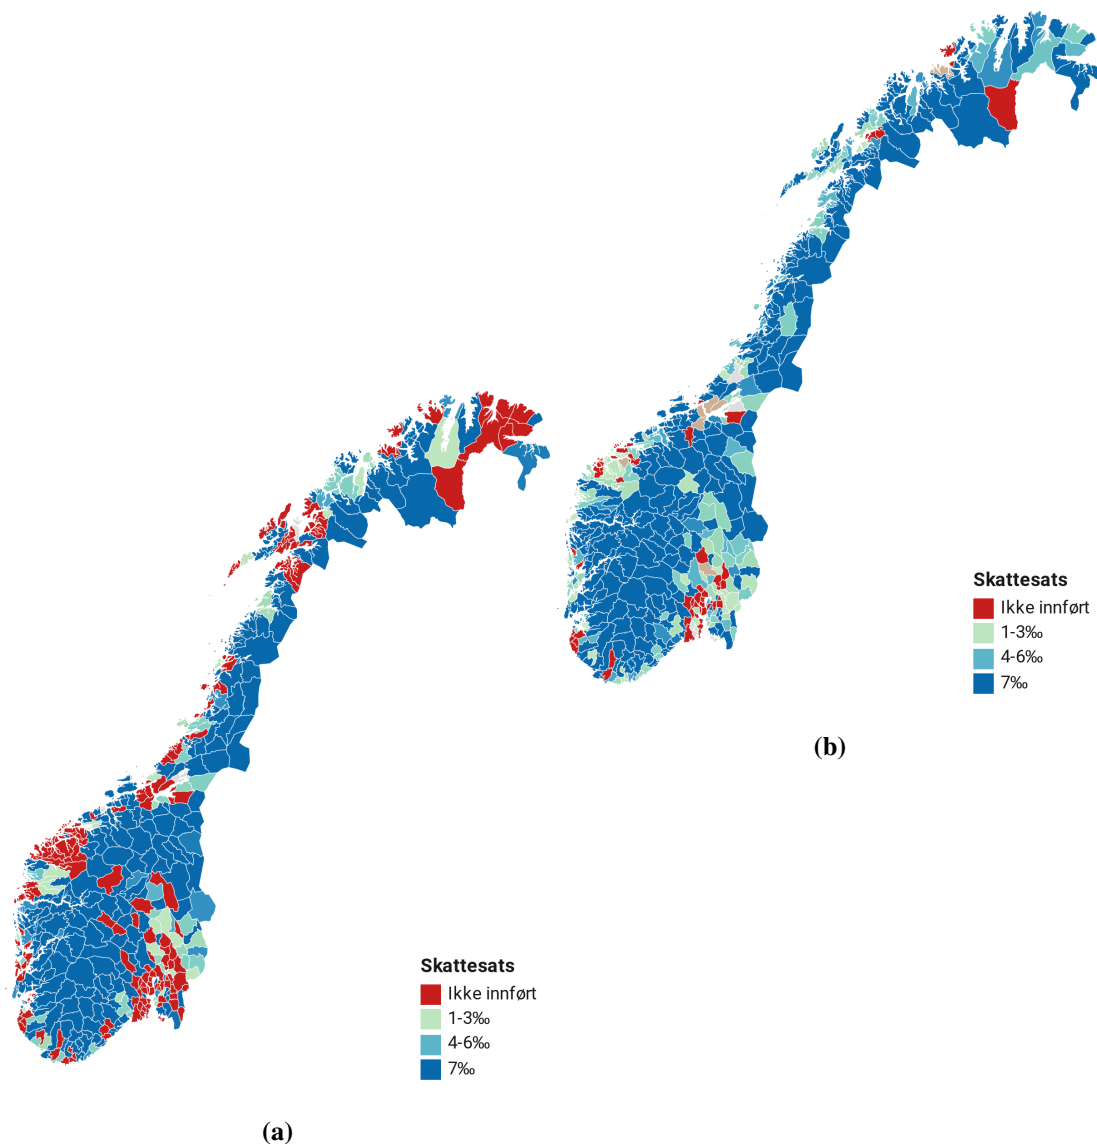 Skattesats
Ikke innført
1-3‰
4-6‰
7‰
(b)
Skattesats
Ikke innført
1-3‰
4-6‰
7‰
(a)